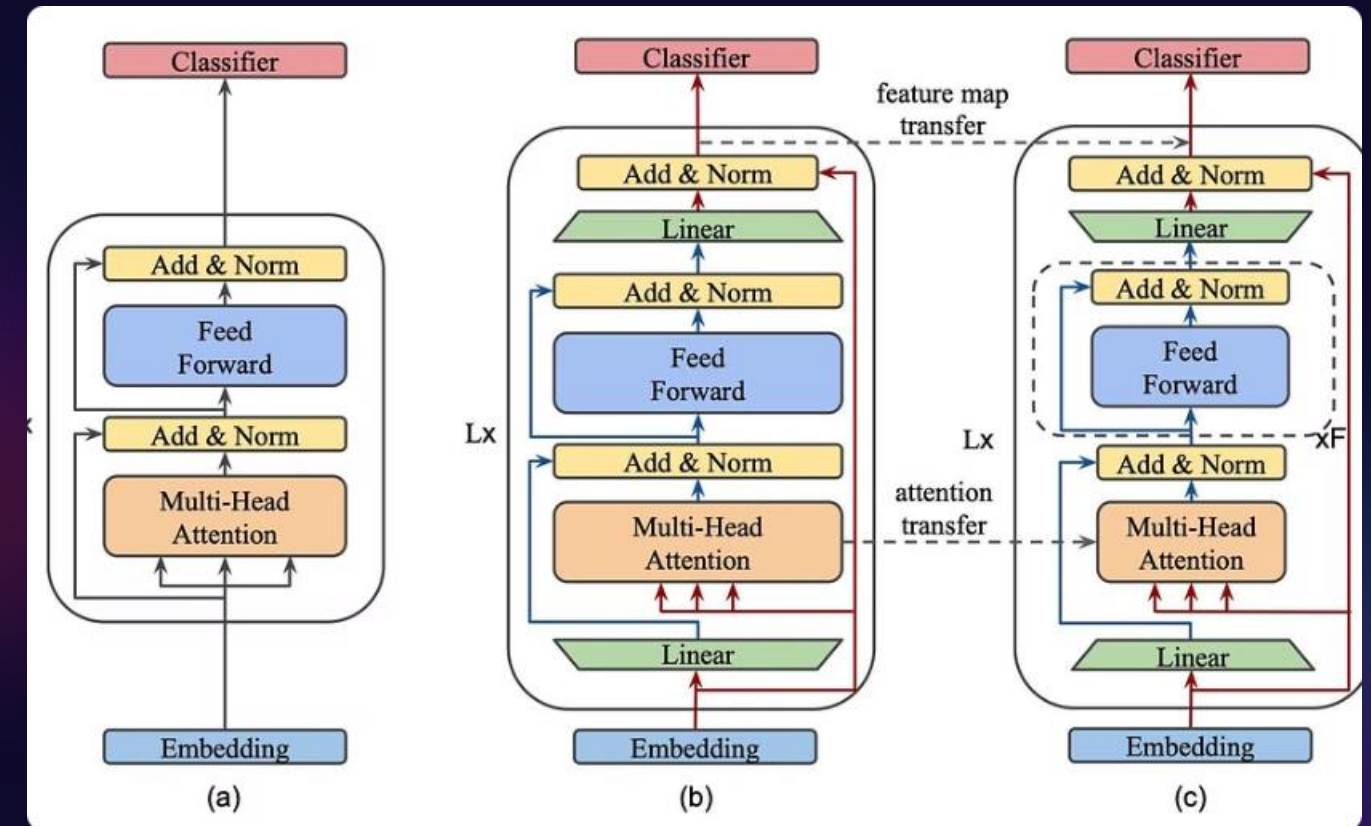 Classifier
Add & Norm
Feed
Forward
Add & Norm
Multi-Head
Attention
Embedding
(a)
Classifier
Add & Norm
Linear
Add & Norm
Feed
Forward
Lx
Add & Norm
Multi-Head
Attention
Linear
Embedding
(b)
feature map
transfer
attention
transfer
Classifier
Add & Norm
Linear
Add & Norm
Feed
Forward
Lx
xF
Add & Norm
Multi-Head
Attention
Linear
Embedding
(c)